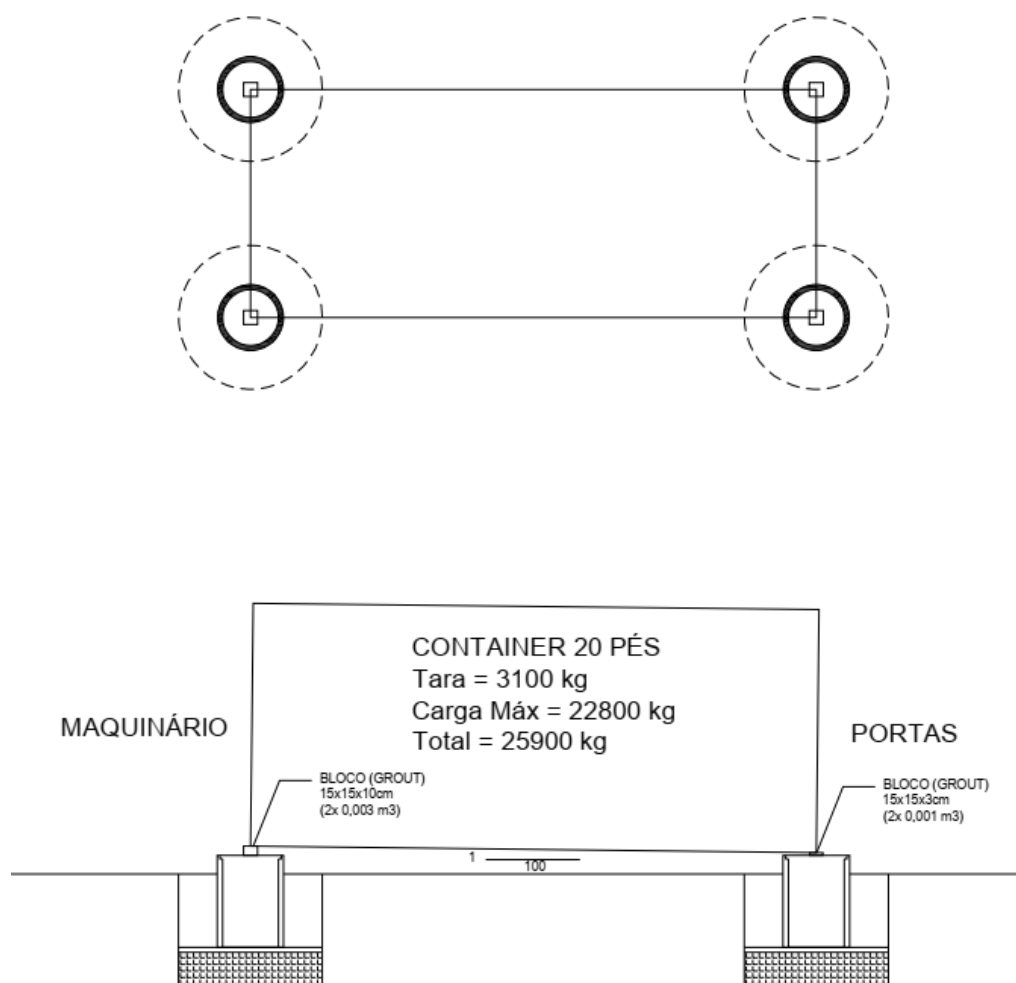 CONTAINER 20 PÉS
Tara = 3100 kg
Carga Máx = 22800 kg
Total = 25900 kg
MAQUINÁRIO
PORTAS
BLOCO (GROUT)
15x15x10cm
(2x 0,003 m3)
BLOCO (GROUT)
15x15x3cm
(2x 0,001 m3)
1
100